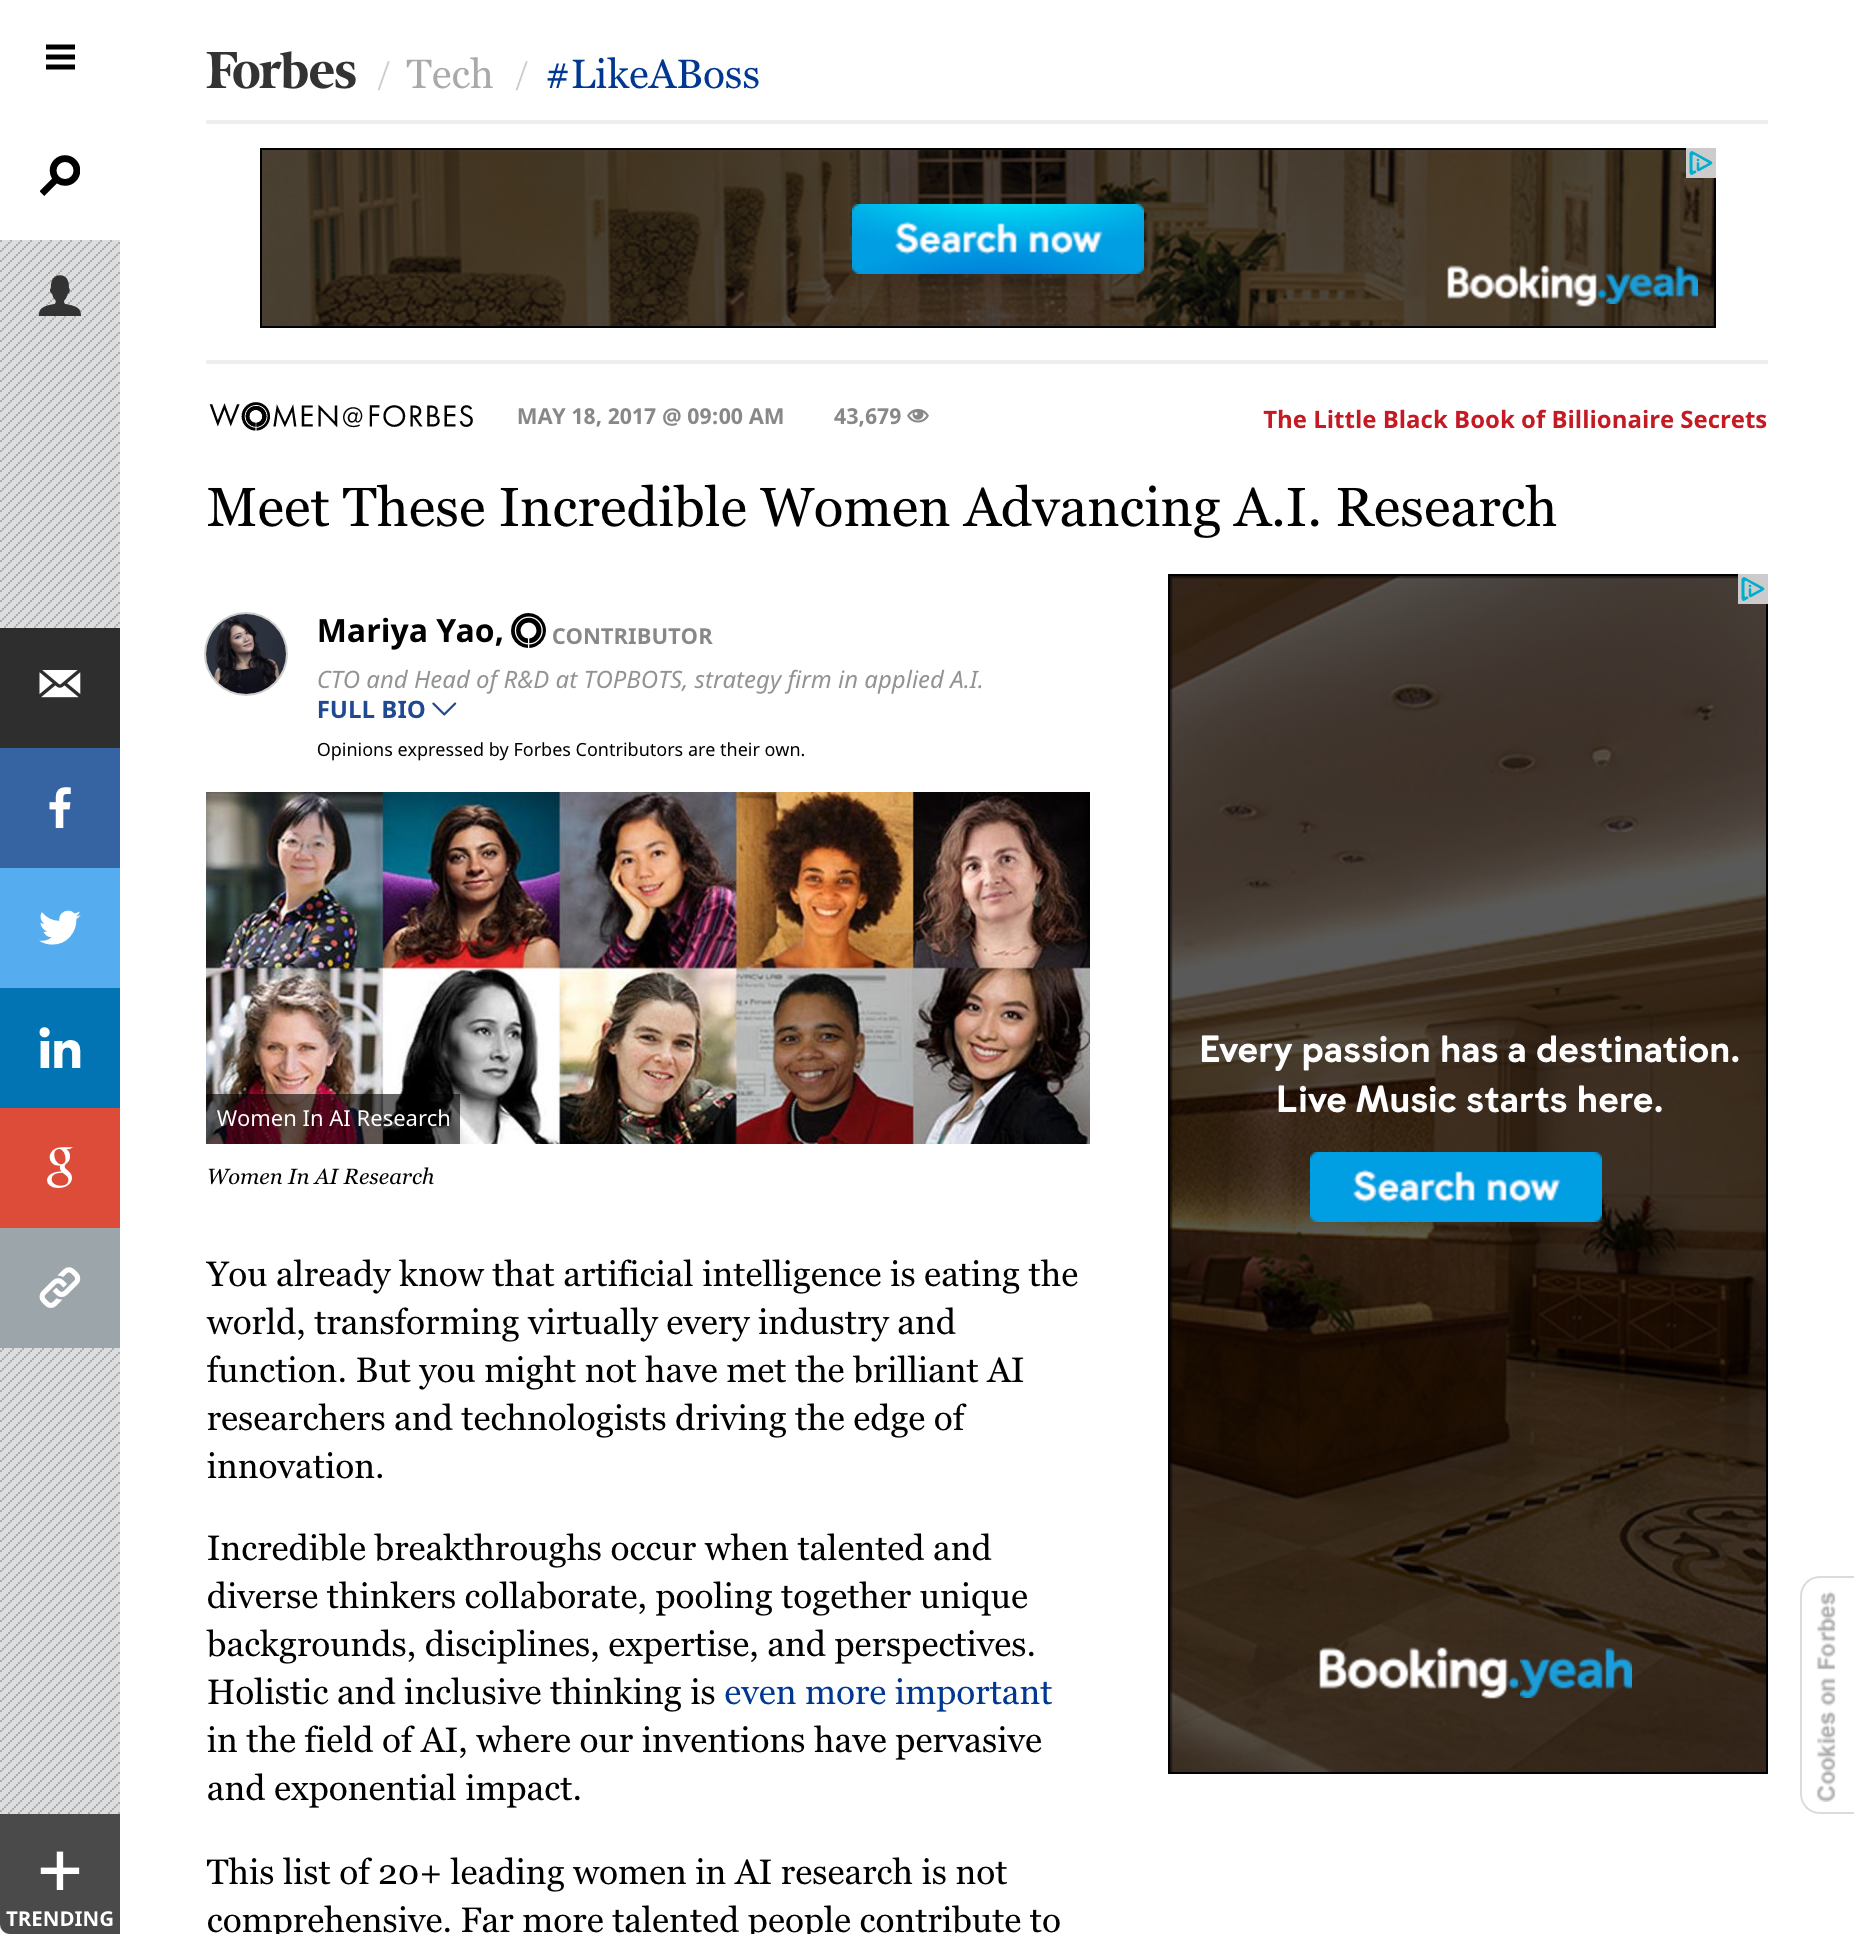 Forbes / Tech / #LikeABoss
Search now
Booking.yeah
WOMEN@FORBES MAY 18, 2017 @ 09:00 AM 43,679 The Little Black Book of Billionaire Secrets
Meet These Incredible Women Advancing A.I. Research
Mariya Yao, CONTRIBUTOR
CTO and Head of R&D at TOPBOTS, strategy firm in applied A.I.
FULL BIO
Opinions expressed by Forbes Contributors are their own.
Women In AI Research
Women In AI Research
You already know that artificial intelligence is eating the
world, transforming virtually every industry and
function. But you might not have met the brilliant AI
researchers and technologists driving the edge of
innovation.
Incredible breakthroughs occur when talented and
diverse thinkers collaborate, pooling together unique
backgrounds, disciplines, expertise, and perspectives.
Holistic and inclusive thinking is even more important
in the field of AI, where our inventions have pervasive
and exponential impact.
This list of 20+ leading women in AI research is not
comprehensive. Far more talented people contribute to
Every passion has a destination.
Live Music starts here.
Search now
Booking.yeah
Cookies on Forbes
f
in
g
TRENDING